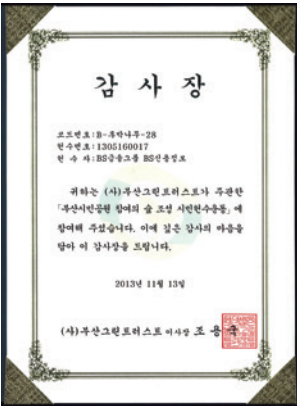 감 사 장
코드번호:B-후박나무-28
헌수번호:1305160017
헌 수 자:BS금융그룹 BS신용정보
귀하는 (사)부산그린트러스트가 주관한
「부산시민공원 참여의 숲 조성 시민헌수운동」에
참여해 주셨습니다. 이에 깊은 감사의 마음을
담아 이 감사장을 드립니다.
2013년 11월 13일
(사)부산그린트러스트 이사장 조 용 국